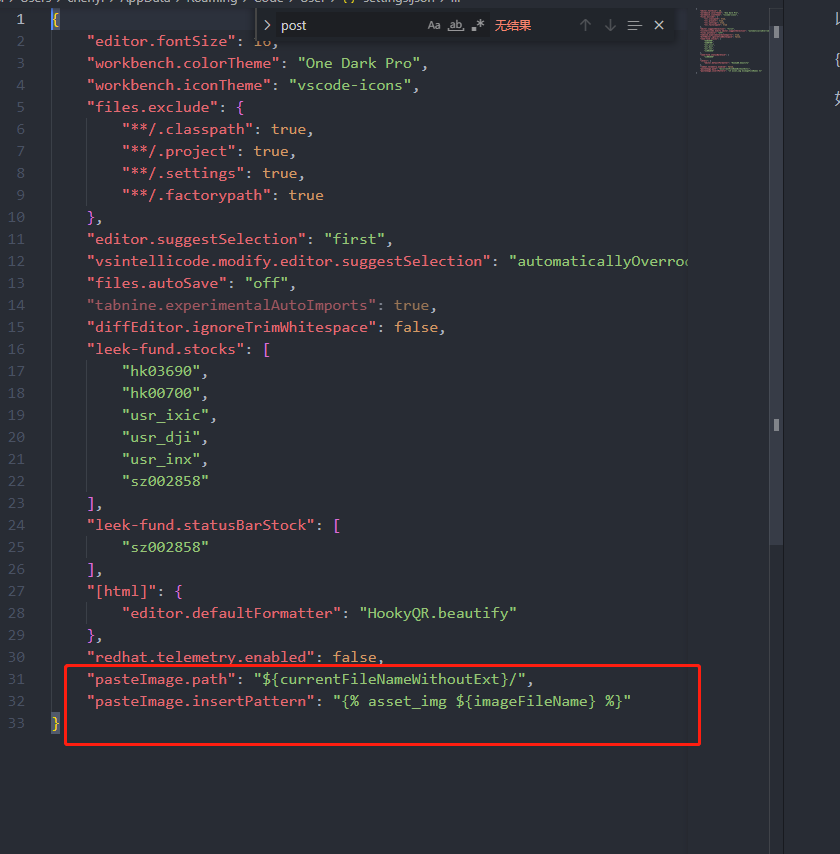 Users > chenyi > AppData > Roaming > Code > User > {} settings.json > ...
post
Aa ab .* 无结果
1 {
2 "editor.fontSize": 16,
3 "workbench.colorTheme": "One Dark Pro",
4 "workbench.iconTheme": "vscode-icons",
5 "files.exclude": {
6 "**/.classpath": true,
7 "**/.project": true,
8 "**/.settings": true,
9 "**/.factorypath": true
10 },
11 "editor.suggestSelection": "first",
12 "vsintellicode.modify.editor.suggestSelection": "automaticallyOverrod
13 "files.autoSave": "off",
14 "tabnine.experimentalAutoImports": true,
15 "diffEditor.ignoreTrimWhitespace": false,
16 "leek-fund.stocks": [
17 "hk03690",
18 "hk00700",
19 "usr_ixic",
20 "usr_dji",
21 "usr_inx",
22 "sz002858"
23 ],
24 "leek-fund.statusBarStock": [
25 "sz002858"
26 ],
27 "[html]": {
28 "editor.defaultFormatter": "HookyQR.beautify"
29 },
30 "redhat.telemetry.enabled": false,
31 "pasteImage.path": "${currentFileNameWithoutExt}/",
32 "pasteImage.insertPattern": "{% asset_img ${imageFileName} %}"
33 }